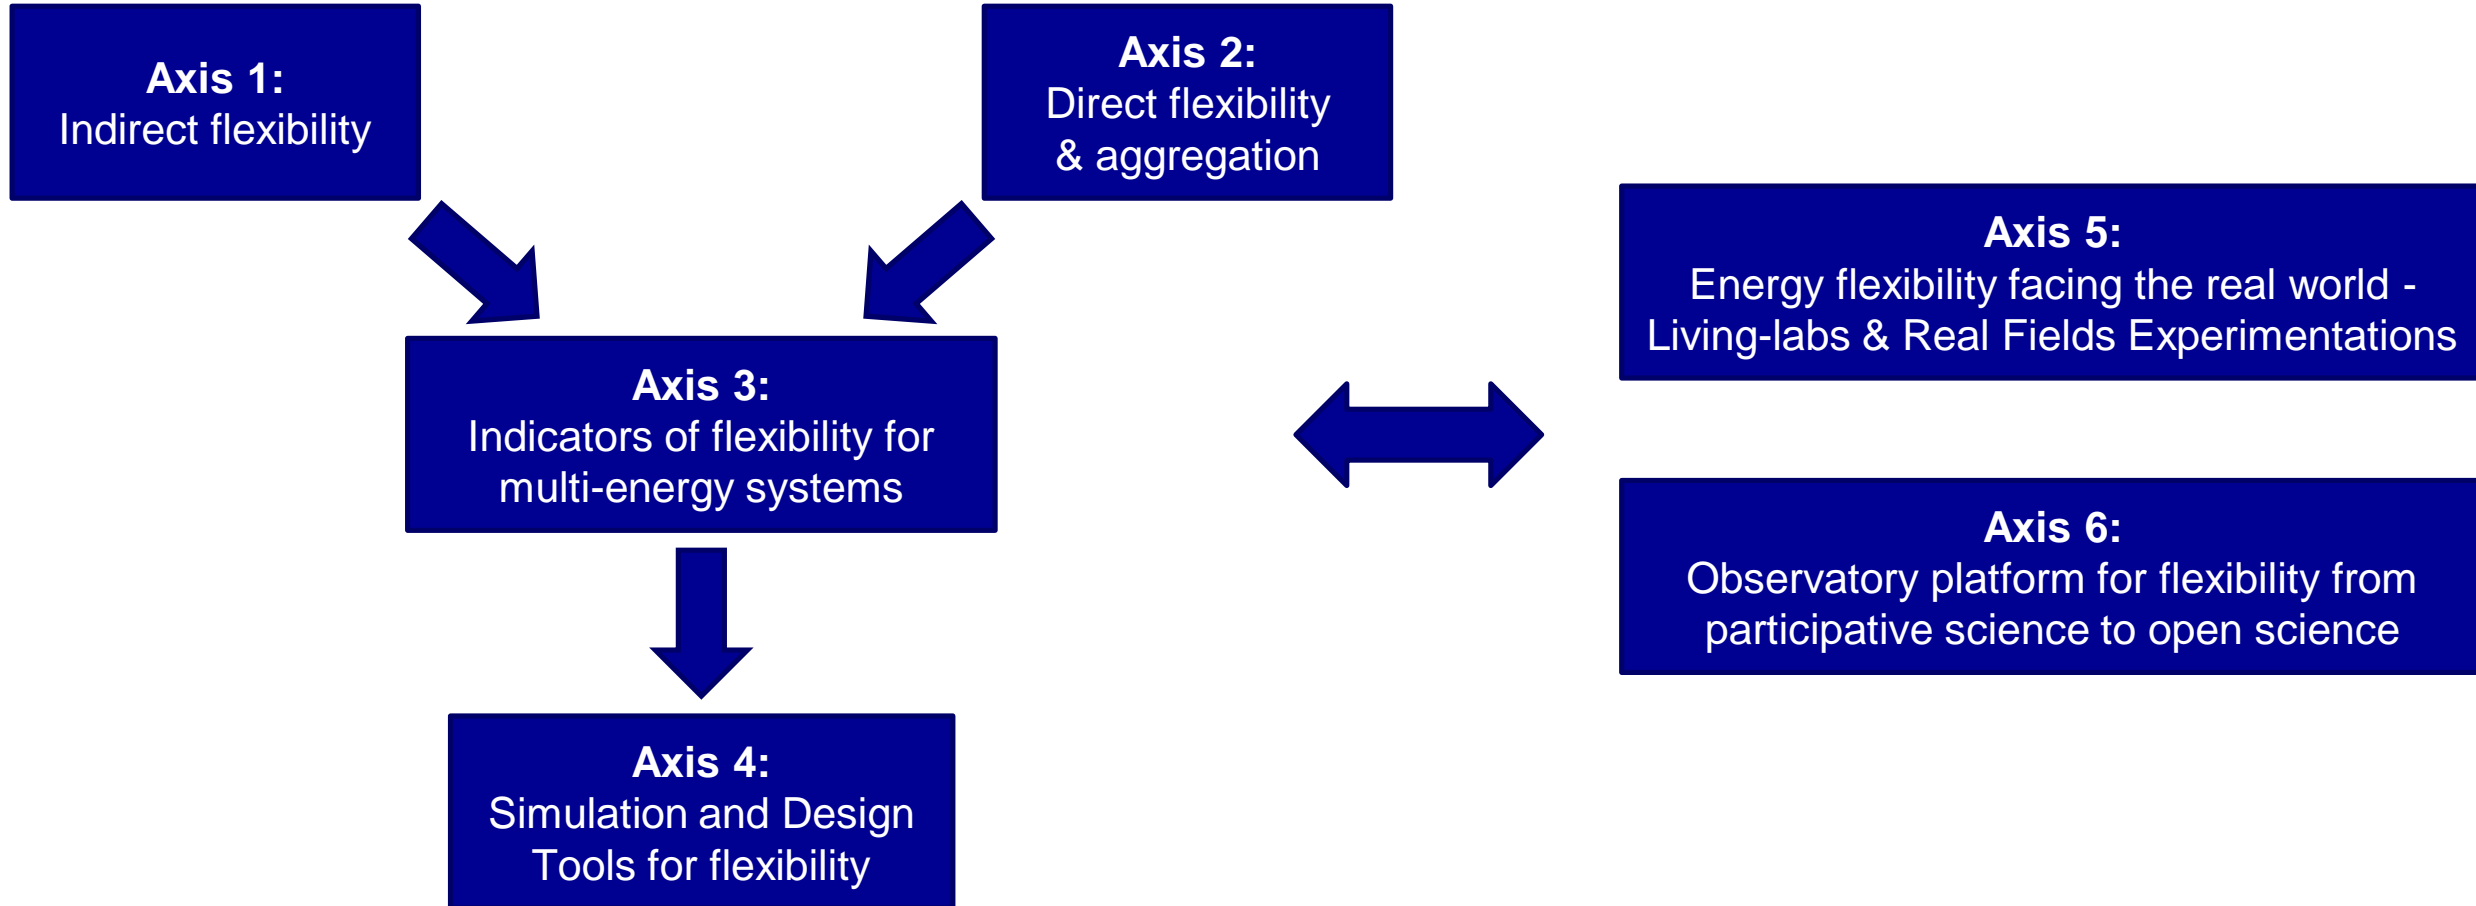 Axis 1:
Indirect flexibility
Axis 2:
Direct flexibility
& aggregation
Axis 3:
Indicators of flexibility for
multi-energy systems
Axis 4:
Simulation and Design
Tools for flexibility
Axis 5:
Energy flexibility facing the real world -
Living-labs & Real Fields Experimentations
Axis 6:
Observatory platform for flexibility from
participative science to open science